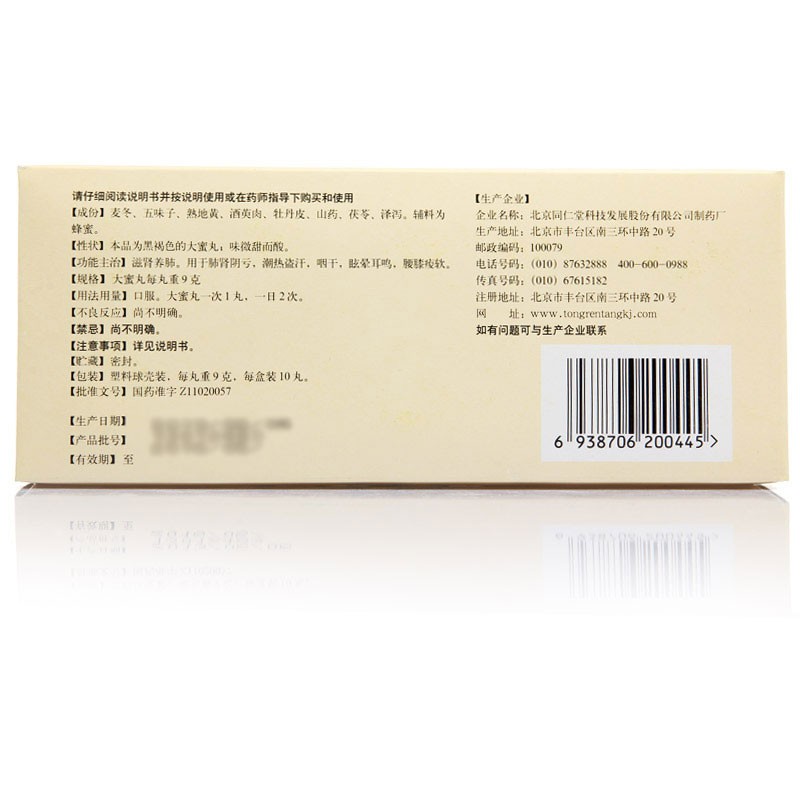 请仔细阅读说明书并按说明使用或在药师指导下购买和使用
【成份】麦冬、五味子、熟地黄、酒萸肉、牡丹皮、山药、茯苓、泽泻。辅料为
蜂蜜。
【性状】本品为黑褐色的大蜜丸；味微甜而酸。
【功能主治】滋肾养肺。用于肺肾阴亏，潮热盗汗，咽干，眩晕耳鸣，腰膝痠软。
【规格】大蜜丸每丸重9克
【用法用量】口服。大蜜丸一次1丸，一日2次。
【不良反应】尚不明确。
【禁忌】尚不明确。
【注意事项】详见说明书。
【贮藏】密封。
【包装】塑料球壳装，每丸重9克，每盒装10丸。
【批准文号】国药准字Z11020057
【生产日期】
【产品批号】
【有效期】至
【生产企业】
企业名称：北京同仁堂科技发展股份有限公司制药厂
生产地址：北京市丰台区南三环中路20号
邮政编码：100079
电话号码：(010) 87632888 400-600-0988
传真号码：(010) 67615182
注册地址：北京市丰台区南三环中路20号
网 址：www.tongrentangkj.com
如有问题可与生产企业联系
6 938706 200445>